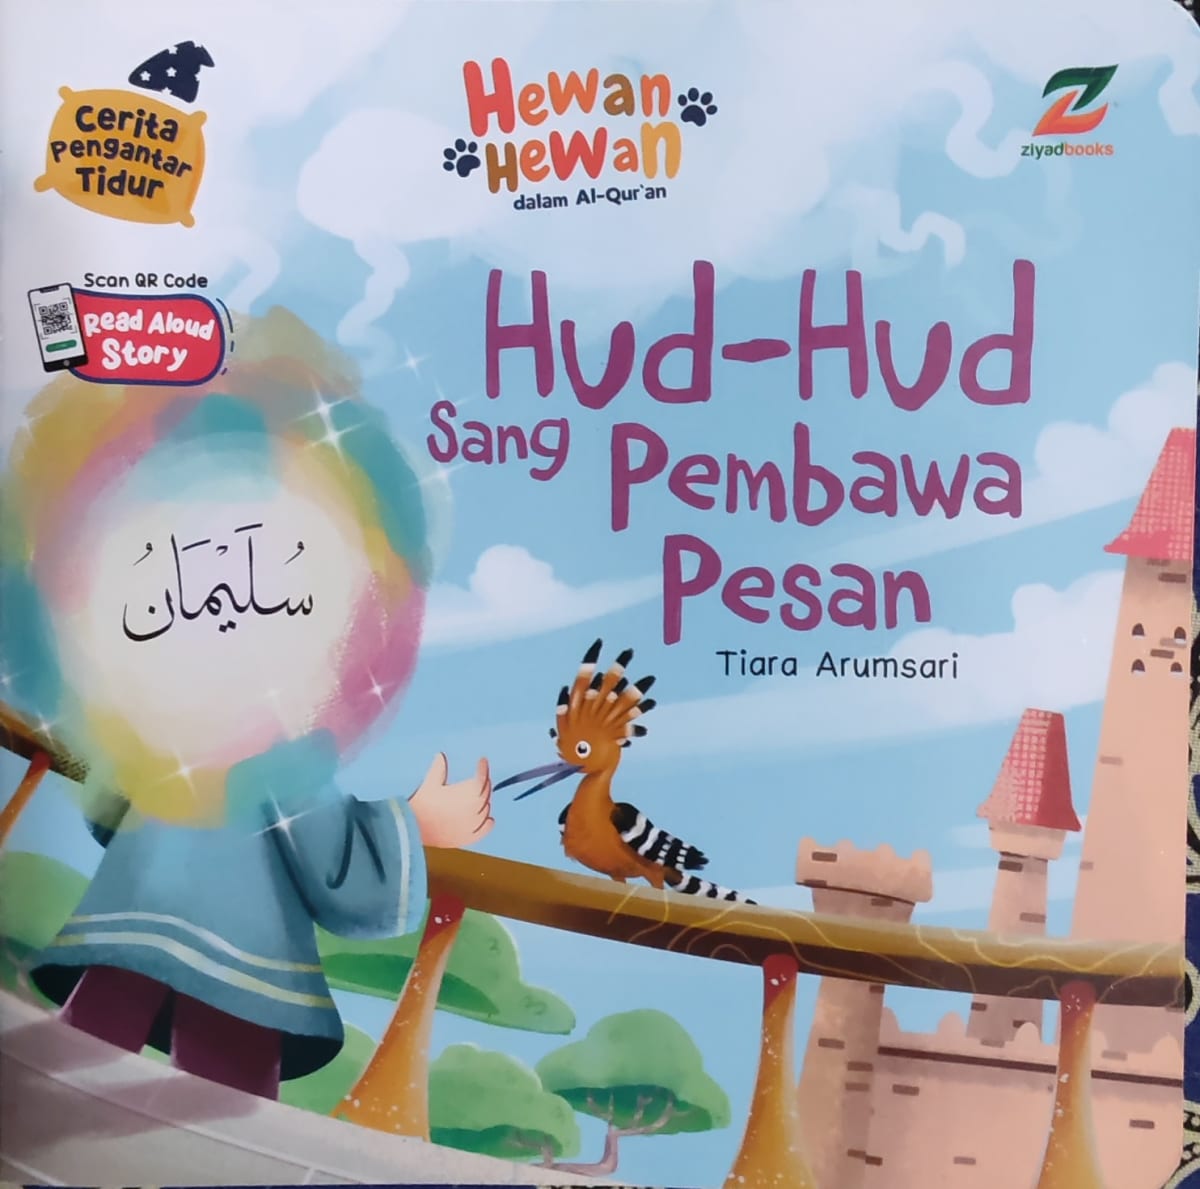 Cerita
Pengantar
Tidur
Hewan
Hewan
dalam Al-Qur'an
ziyadbooks
Scan QR Code
Read Aloud
Story
Hud-Hud
Sang Pembawa
Pesan
Tiara Arumsari
سُلَيْمَانُ